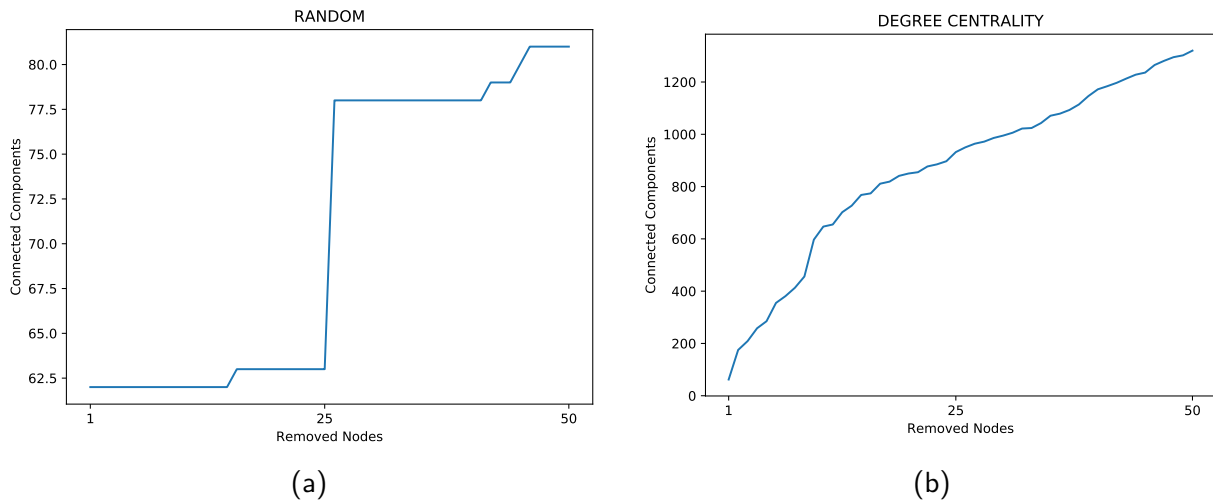 RANDOM
Connected Components
80.0
77.5
75.0
72.5
70.0
67.5
65.0
62.5
1
25
50
Removed Nodes
(a)
DEGREE CENTRALITY
Connected Components
1200
1000
800
600
400
200
0
1
25
50
Removed Nodes
(b)